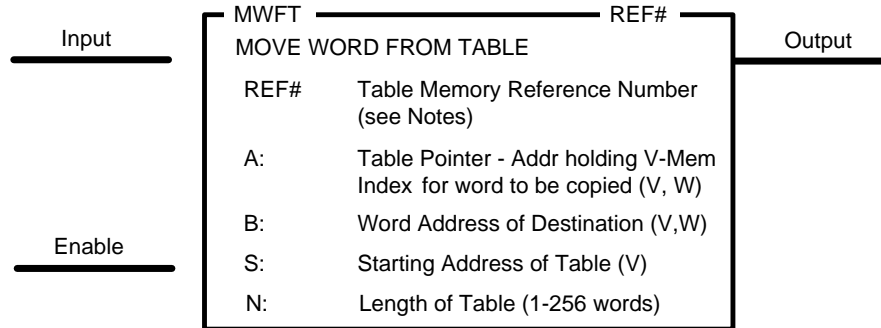 MWFT REF#
Input
MOVE WORD FROM TABLE
Output
REF# Table Memory Reference Number
(see Notes)
A: Table Pointer - Addr holding V-Mem
Index for word to be copied (V, W)
B: Word Address of Destination (V,W)
Enable
S: Starting Address of Table (V)
N: Length of Table (1-256 words)